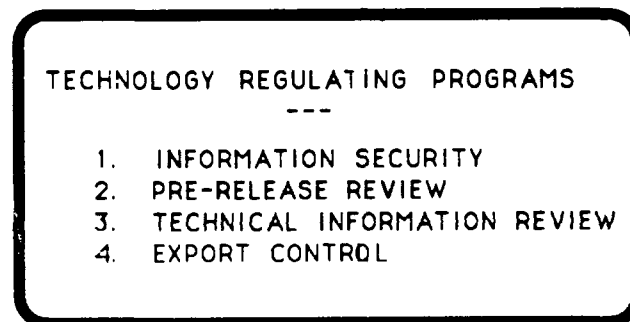 TECHNOLOGY REGULATING PROGRAMS
---
1. INFORMATION SECURITY
2. PRE-RELEASE REVIEW
3. TECHNICAL INFORMATION REVIEW
4. EXPORT CONTROL